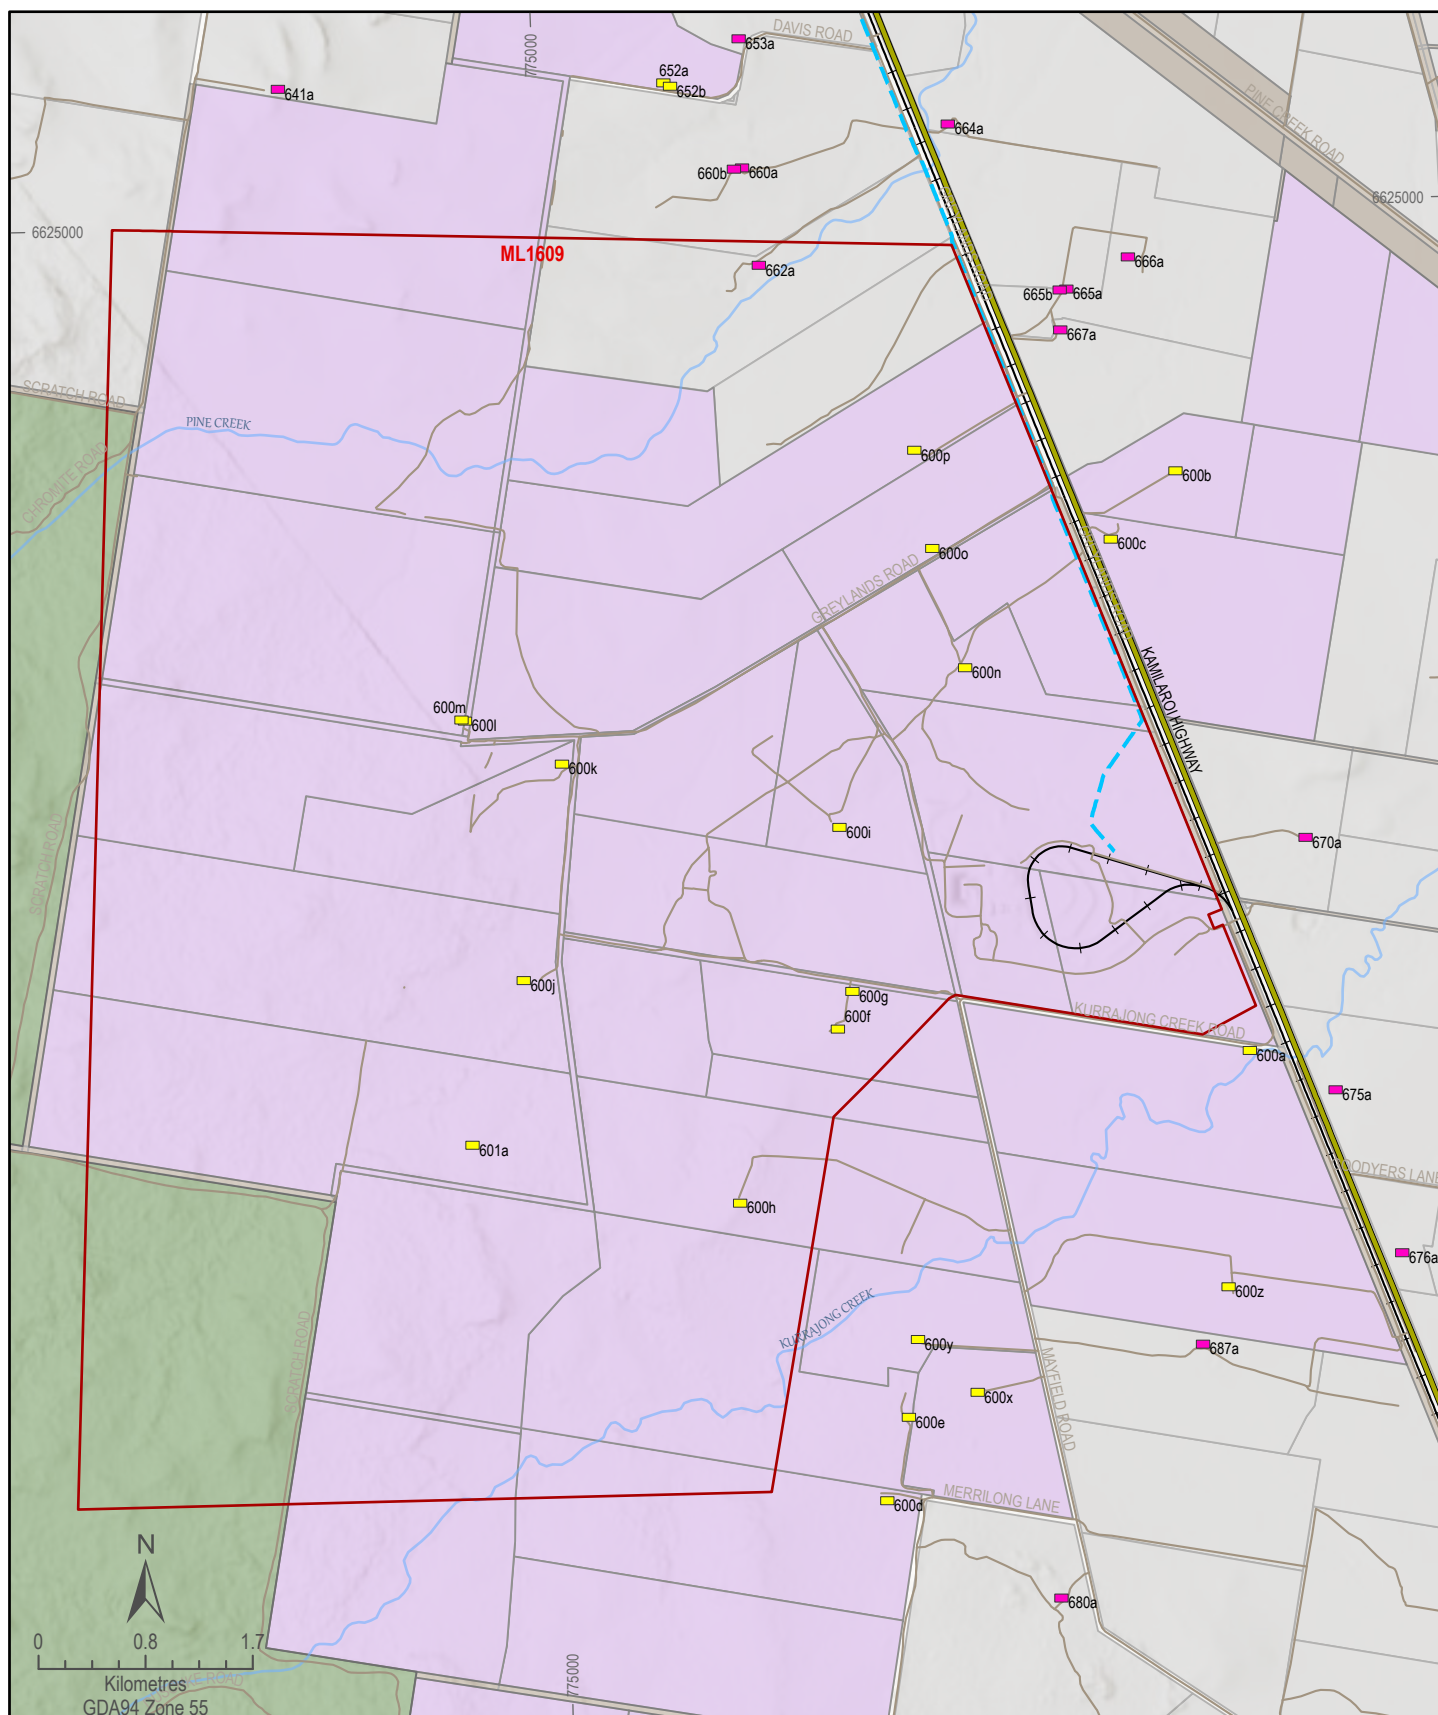 DAVIS ROAD
775000
653a
652a
652b
641a
PINE CREEK ROAD
664a
660b
660a
6625000
6625000
ML1609
662a
666a
665b
665a
667a
SCRATCH ROAD
PINE CREEK
CHROMITE ROAD
600p
600b
600o
600c
GREYLANDS ROAD
600n
KAMILAROI HIGHWAY
600m
600l
600k
600i
670a
SCRATCH ROAD
600j
600g
600f
KURRAJONG CREEK ROAD
600a
675a
601a
OODYERS LANE
600h
676a
600z
KURRAJONG CREEK
SCRATCH ROAD
600y
MAYFIELD ROAD
687a
600x
600e
600d
MERRILONG LANE
N
680a
0 0.8 1.7
Kilometres
GDA94 Zone 55
775000
ROAD